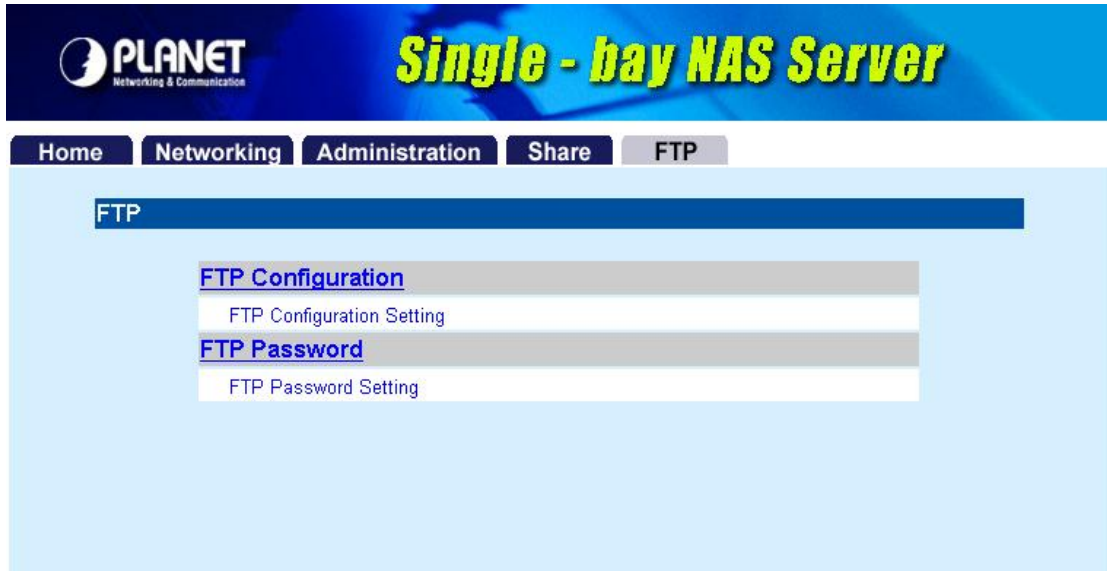 PLANET
Networking & Communication
Single - bay NAS Server
Home Networking Administration Share FTP
FTP
FTP Configuration
FTP Configuration Setting
FTP Password
FTP Password Setting